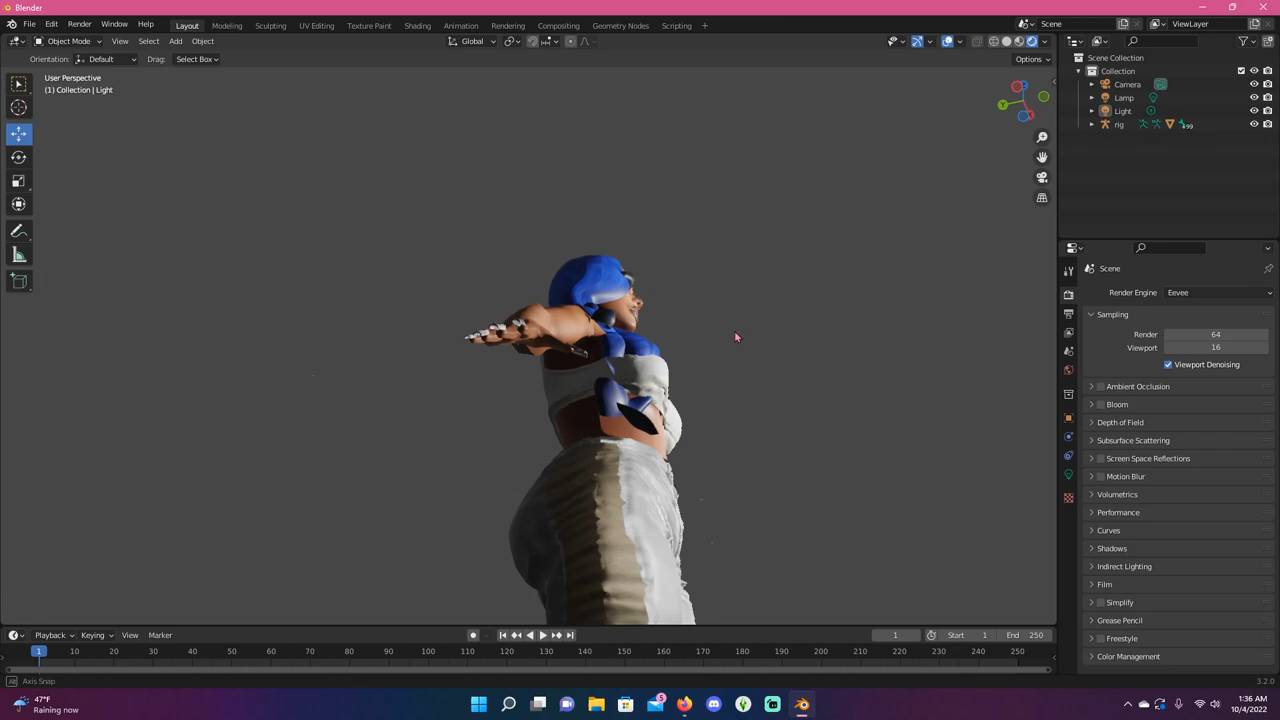 Blender
File Edit Render Window Help
Layout Modeling Sculpting UV Editing Texture Paint Shading Animation Rendering Compositing Geometry Nodes Scripting +
Scene ViewLayer
Object Mode View Select Add Object Global
Orientation: Default Drag: Select Box Options
User Perspective
(1) Collection | Light
Y
Scene Collection
Collection
Camera
Lamp
Light
rig 99
Scene
Render Engine Eevee
Sampling
Render 64
Viewport 16
Viewport Denoising
Ambient Occlusion
Bloom
Depth of Field
Subsurface Scattering
Screen Space Reflections
Motion Blur
Volumetrics
Performance
Curves
Shadows
Indirect Lighting
Film
Simplify
Grease Pencil
Freestyle
Color Management
Playback Keying View Marker 1 Start 1 End 250
1 10 20 30 40 50 60 70 80 90 100 110 120 130 140 150 160 170 180 190 200 210 220 230 240 250
Alt Axis Snap 3.2.0
47°F
Raining now
5
1:36 AM
10/4/2022